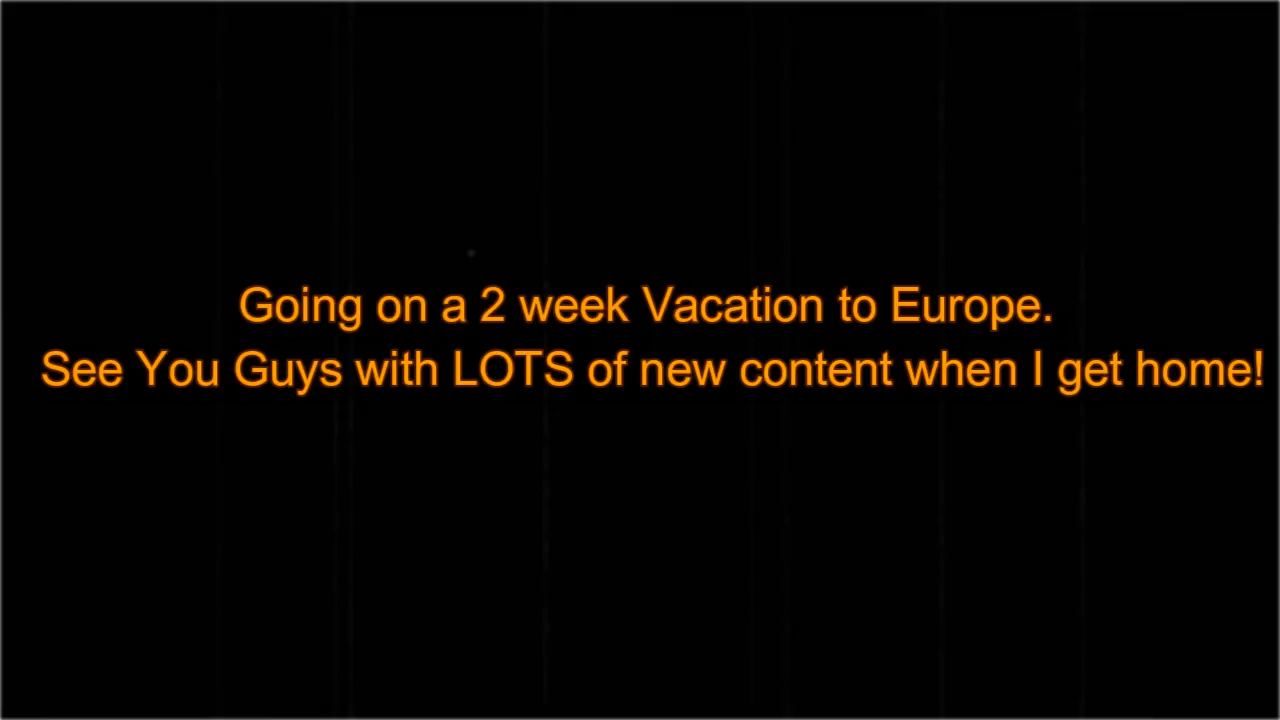 Going on a 2 week Vacation to Europe.
See You Guys with LOTS of new content when I get home!